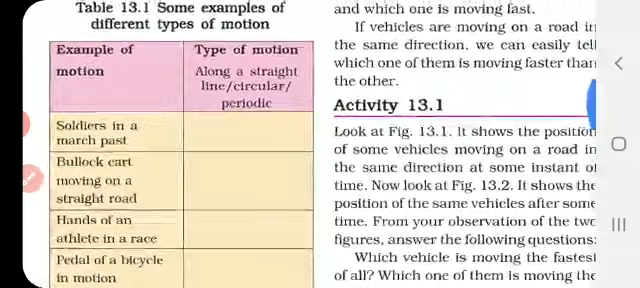 Table 13.1 Some examples of
different types of motion
Example of
motion
Type of motion
Along a straight
line/circular/
periodic
Soldiers in a
march past
Bullock cart
moving on a
straight road
Hands of an
athlete in a race
Pedal of a bicycle
in motion
and which one is moving fast.
If vehicles are moving on a road in
the same direction, we can easily tell
which one of them is moving faster than
the other.
Activity 13.1
Look at Fig. 13.1. It shows the position
of some vehicles moving on a road in
the same direction at some instant of
time. Now look at Fig. 13.2. It shows the
position of the same vehicles after some
time. From your observation of the two
figures, answer the following questions:
Which vehicle is moving the fastest
of all? Which one of them is moving the